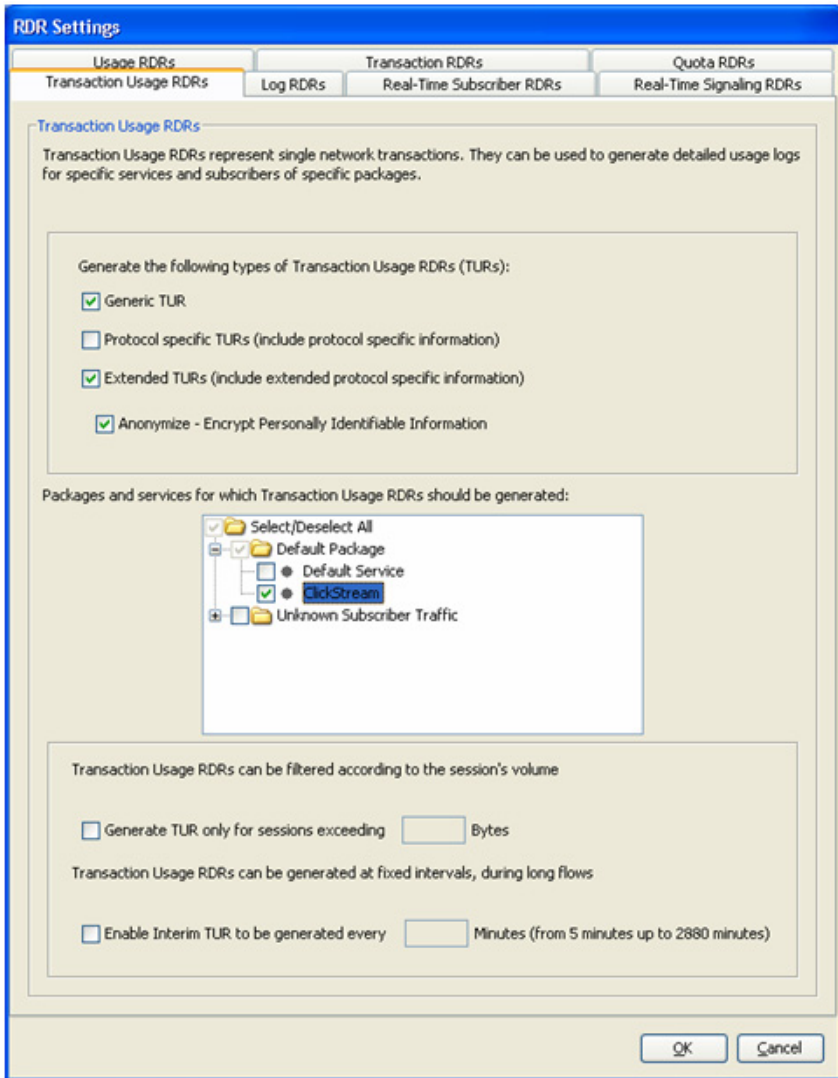 RDR Settings
Usage RDRs Transaction RDRs Quota RDRs
Transaction Usage RDRs Log RDRs Real-Time Subscriber RDRs Real-Time Signaling RDRs
Transaction Usage RDRs
Transaction Usage RDRs represent single network transactions. They can be used to generate detailed usage logs
for specific services and subscribers of specific packages.
Generate the following types of Transaction Usage RDRs (TURs):
Generic TUR
Protocol specific TURs (include protocol specific information)
Extended TURs (include extended protocol specific information)
Anonymize - Encrypt Personally Identifiable Information
Packages and services for which Transaction Usage RDRs should be generated:
Select/Deselect All
Default Package
Default Service
ClickStream
Unknown Subscriber Traffic
Transaction Usage RDRs can be filtered according to the session's volume
Generate TUR only for sessions exceeding Bytes
Transaction Usage RDRs can be generated at fixed intervals, during long flows
Enable Interim TUR to be generated every Minutes (from 5 minutes up to 2880 minutes)
OK Cancel